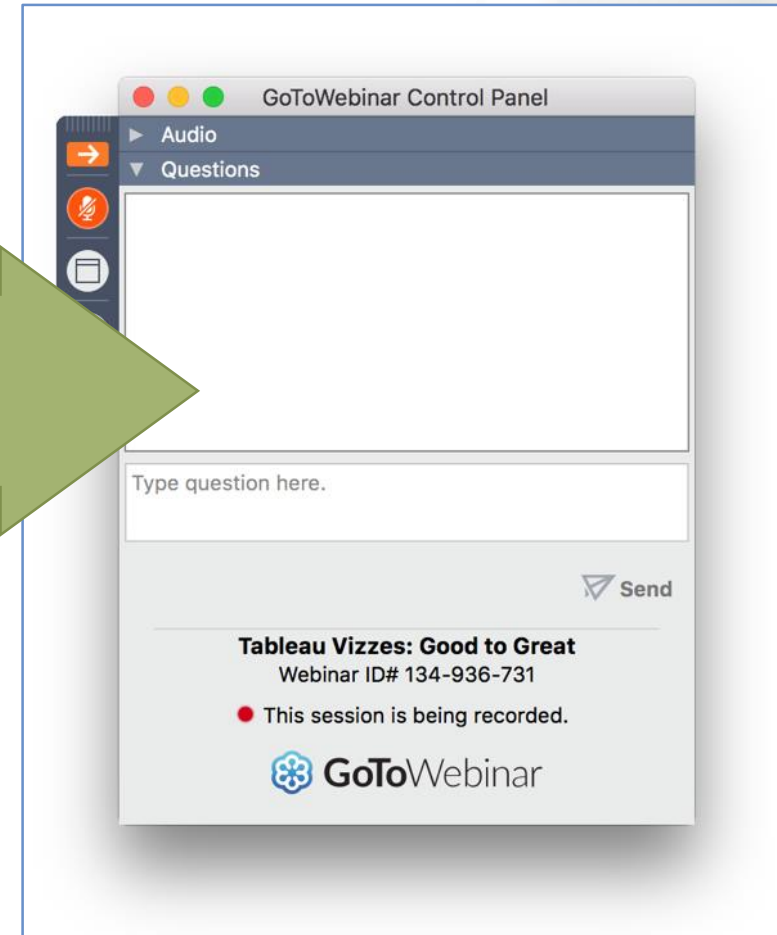 GoToWebinar Control Panel
Audio
Questions
Type question here.
Send
Tableau Vizzes: Good to Great
Webinar ID# 134-936-731
This session is being recorded.
GoToWebinar